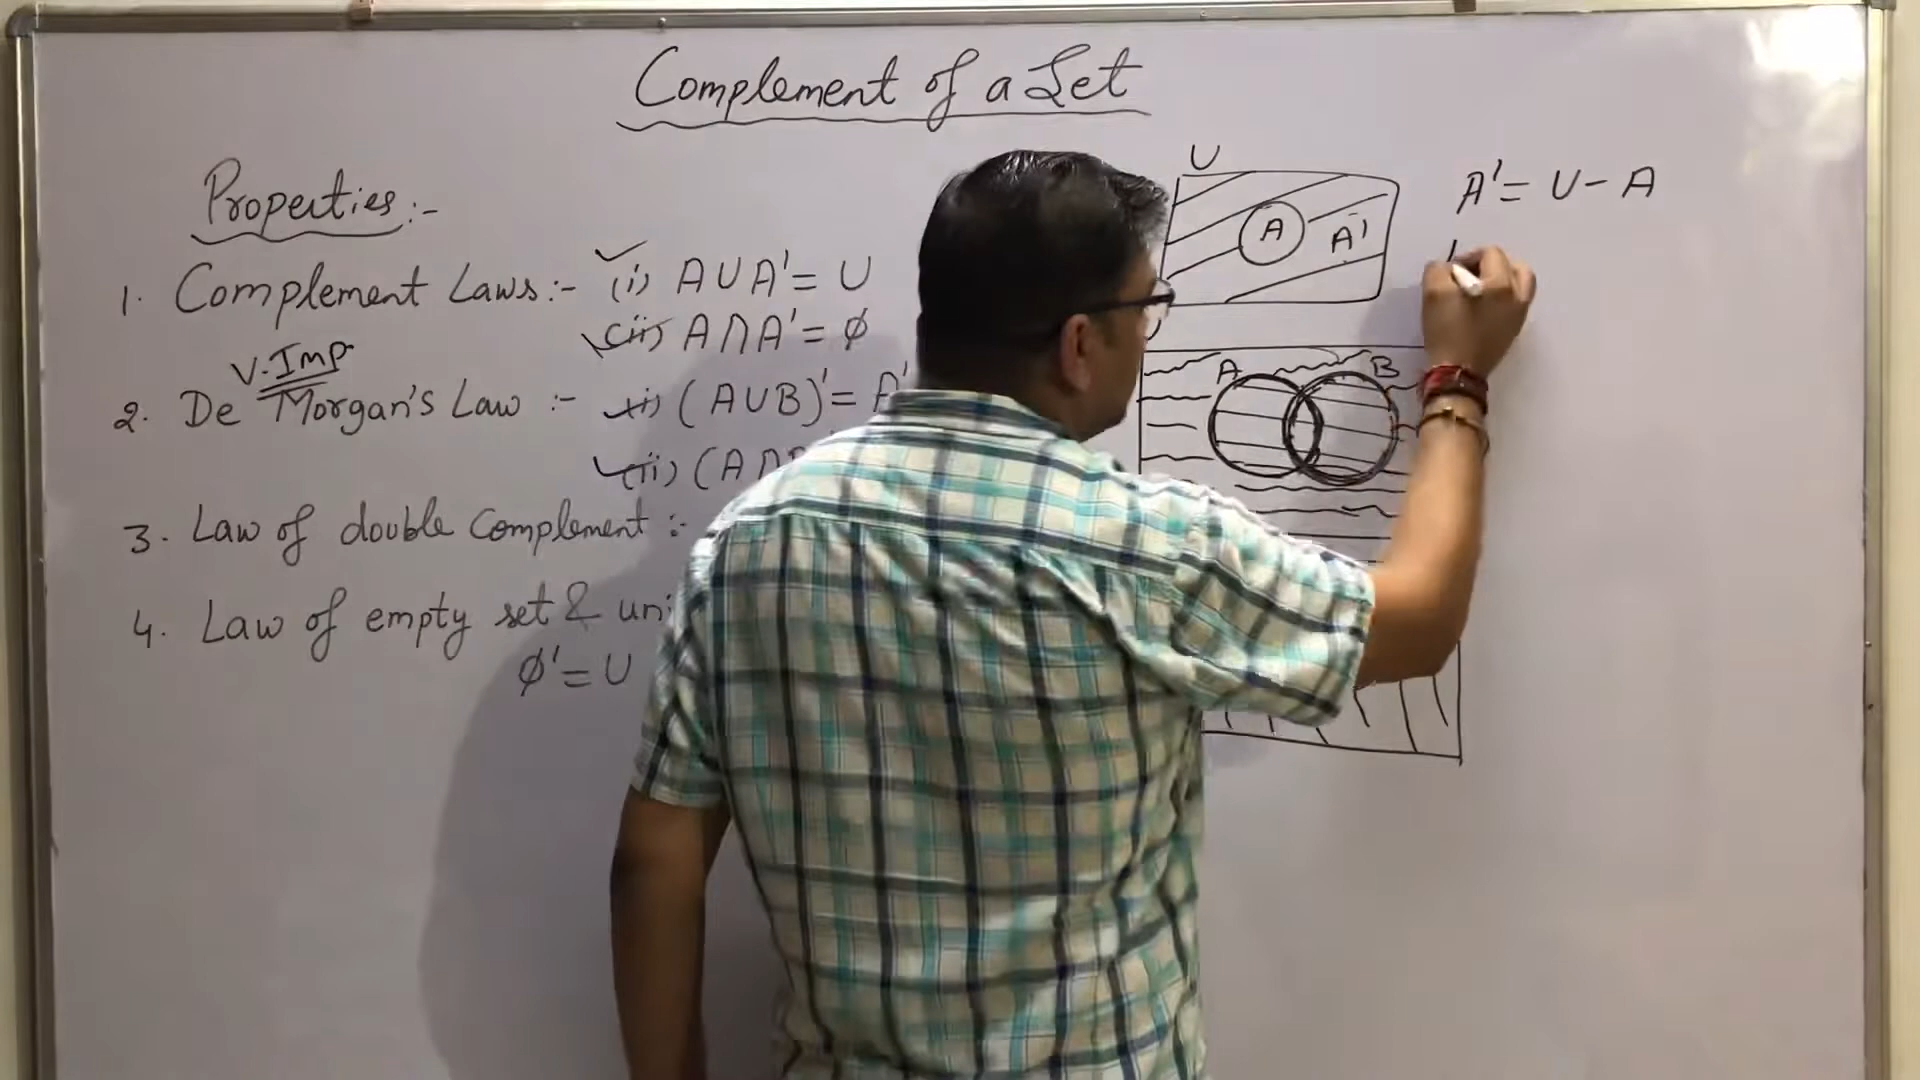 Complement of a Set
Properties:-
1. Complement Laws:- (i) A∪A'= U
(ii) A∩A'= ϕ
V.Imp
2. De Morgan's Law :- (i) (A∪B)'= A'
(ii) (A∩
3. Law of double Complement :-
4. Law of empty set &
ϕ'= U
U
A
A'
A'= U - A
A
B